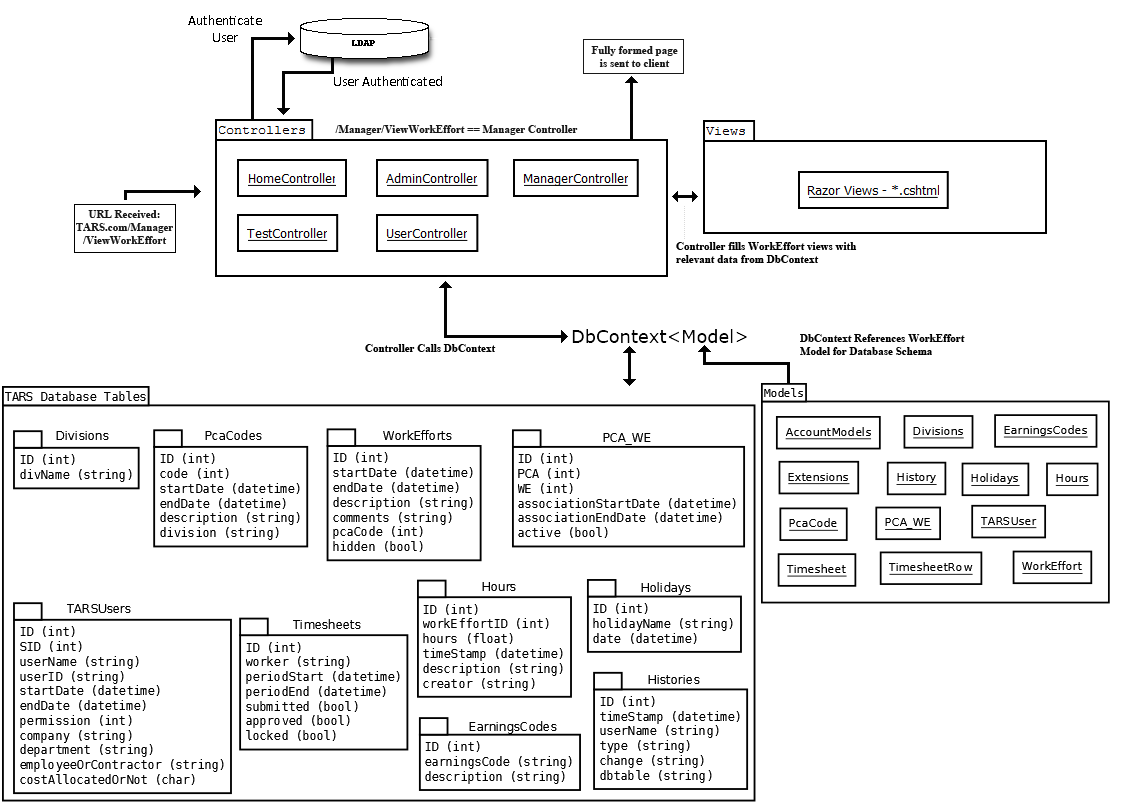 Authenticate
User
LDAP
User Authenticated
Fully formed page
is sent to client
Controllers
/Manager/ViewWorkEffort == Manager Controller
HomeController
AdminController
ManagerController
TestController
UserController
URL Received:
TARS.com/Manager
/ViewWorkEffort
Views
Razor Views - *.cshtml
Controller fills WorkEffort views with
relevant data from DbContext
Controller Calls DbContext
DbContext<Model>
DbContext References WorkEffort
Model for Database Schema
TARS Database Tables
Divisions
ID (int)
divName (string)
PcaCodes
ID (int)
code (int)
startDate (datetime)
endDate (datetime)
description (string)
division (string)
WorkEfforts
ID (int)
startDate (datetime)
endDate (datetime)
description (string)
comments (string)
pcaCode (int)
hidden (bool)
PCA_WE
ID (int)
PCA (int)
WE (int)
associationStartDate (datetime)
associationEndDate (datetime)
active (bool)
TARSUsers
ID (int)
SID (int)
userName (string)
userID (string)
startDate (datetime)
endDate (datetime)
permission (int)
company (string)
department (string)
employeeOrContractor (string)
costAllocatedOrNot (char)
Timesheets
ID (int)
worker (string)
periodStart (datetime)
periodEnd (datetime)
submitted (bool)
approved (bool)
locked (bool)
Hours
ID (int)
workEffortID (int)
hours (float)
timeStamp (datetime)
description (string)
creator (string)
EarningsCodes
ID (int)
earningsCode (string)
description (string)
Holidays
ID (int)
holidayName (string)
date (datetime)
Histories
ID (int)
timeStamp (datetime)
userName (string)
type (string)
change (string)
dbtable (string)
Models
AccountModels
Divisions
EarningsCodes
Extensions
History
Holidays
Hours
PcaCode
PCA_WE
TARSUser
Timesheet
TimesheetRow
WorkEffort